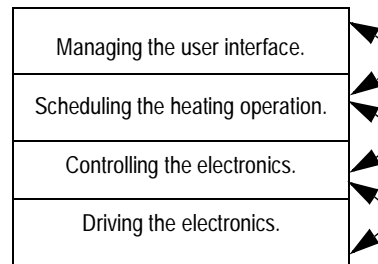 Managing the user interface.
Scheduling the heating operation.
Controlling the electronics.
Driving the electronics.